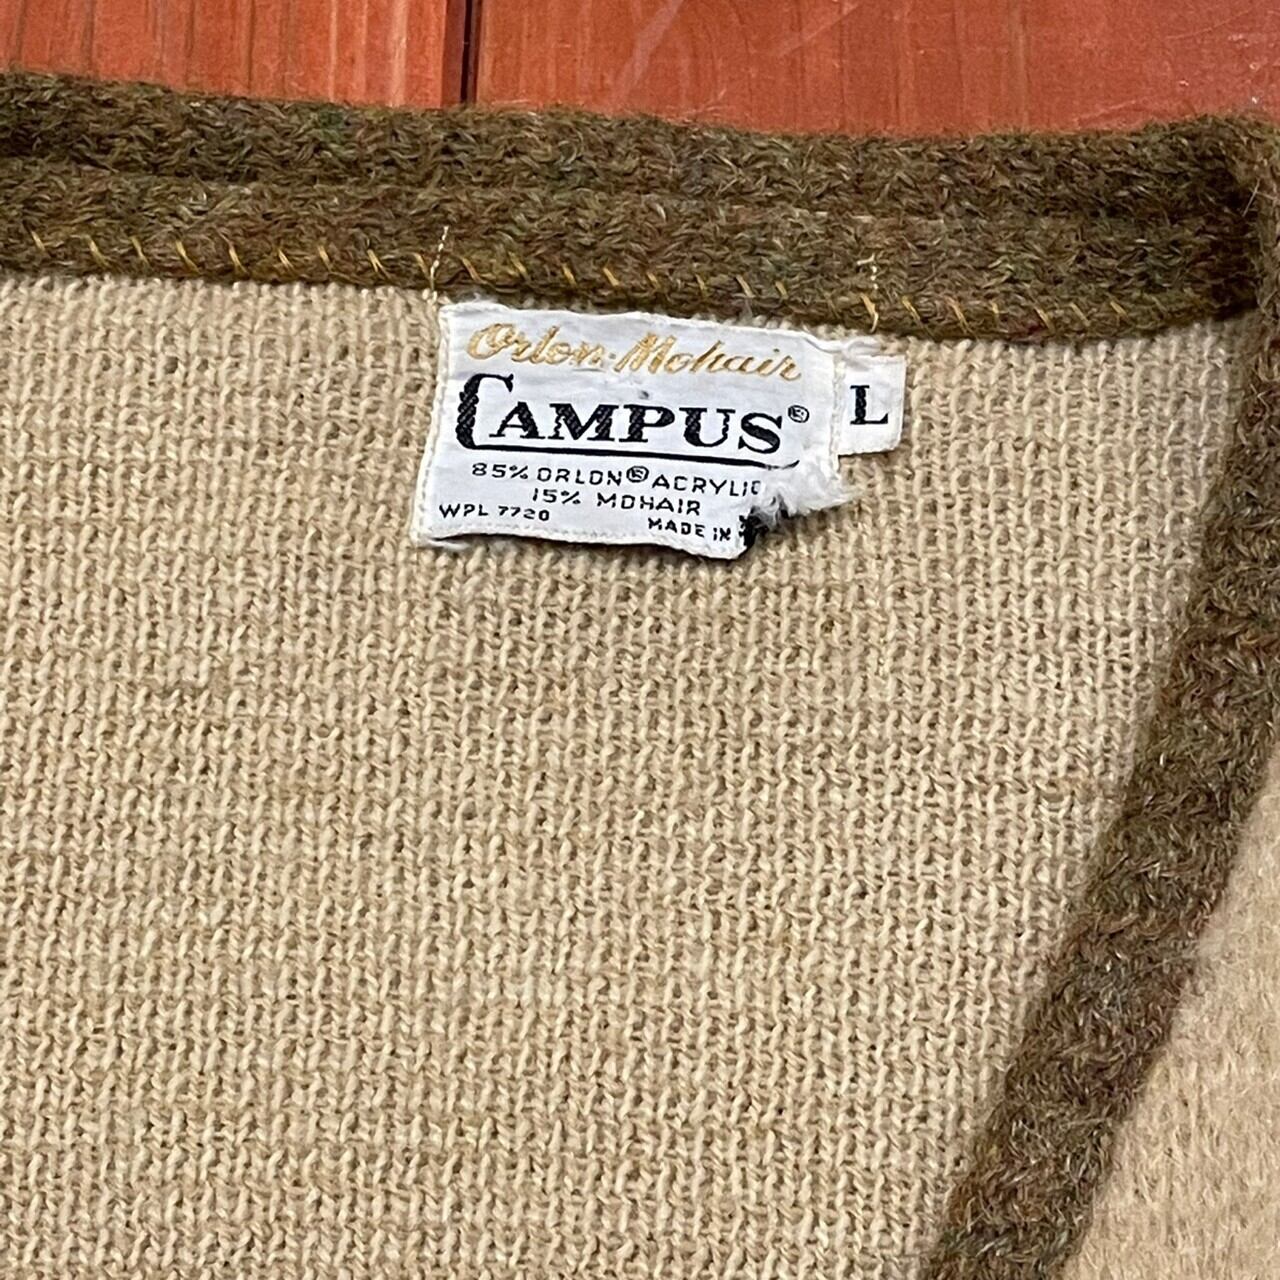 Orlon-Mohair
CAMPUS®
L
85% ORLON® ACRYLIC
15% MOHAIR
WPL 7720
MADE IN